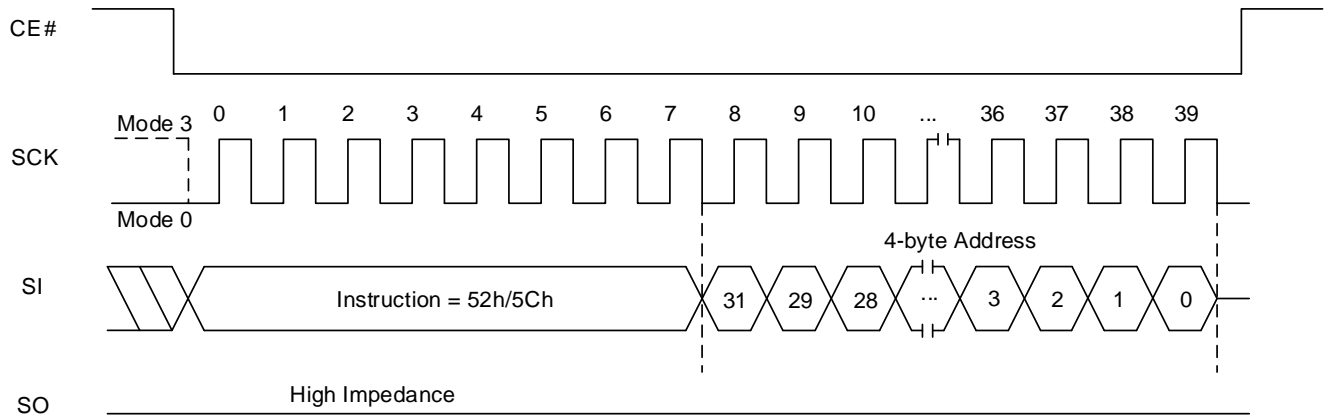 CE#
0 1 2 3 4 5 6 7 8 9 10 ... 36 37 38 39
Mode 3
SCK
Mode 0
4-byte Address
SI
Instruction = 52h/5Ch 31 29 28 ... 3 2 1 0
High Impedance
SO